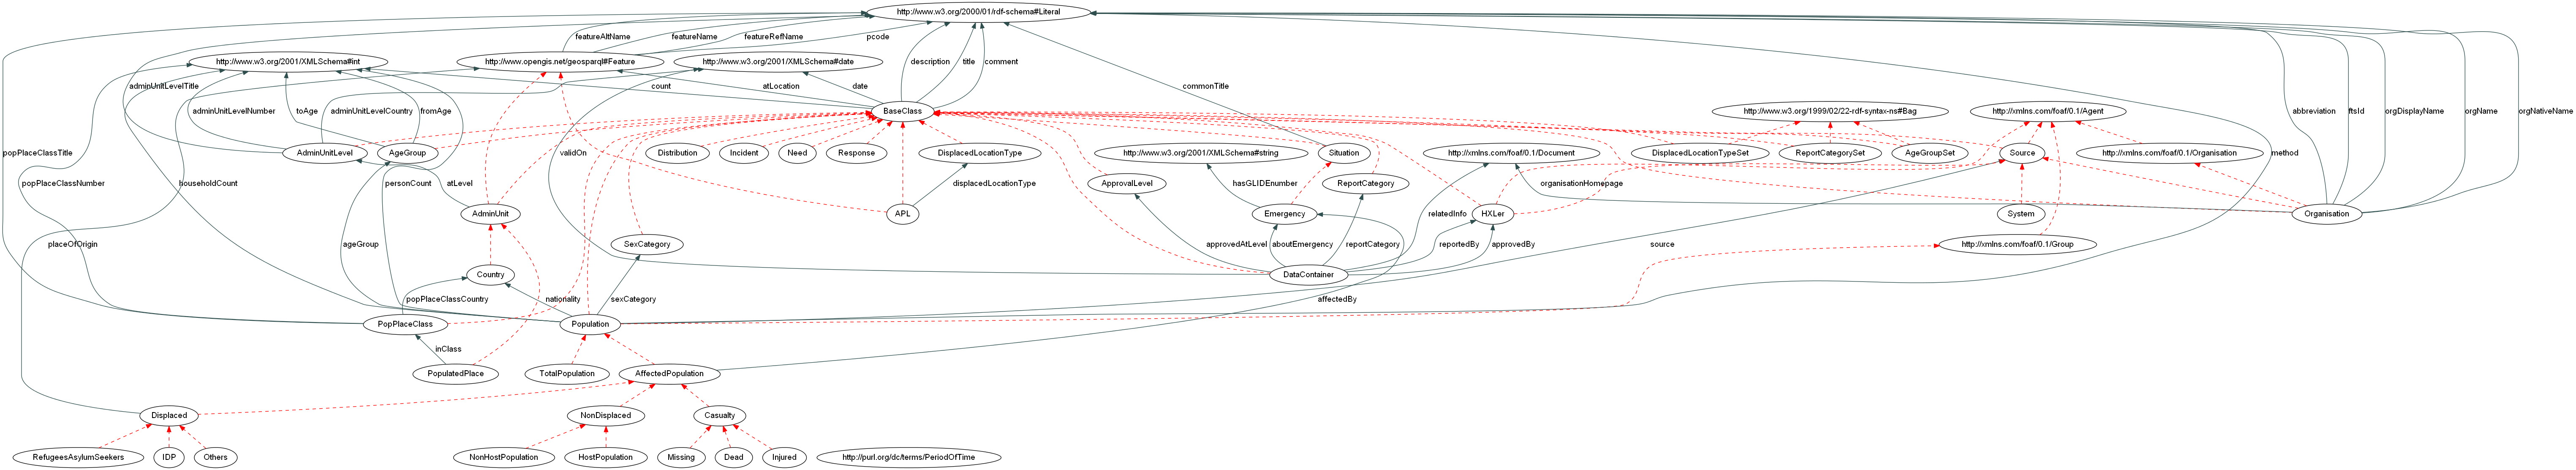 http://www.w3.org/2000/01/rdf-schema#Literal
featureAltName
featureName
featureRefName
pcode
http://www.w3.org/2001/XMLSchema#int
http://www.opengis.net/geosparql#Feature
http://www.w3.org/2001/XMLSchema#date
description
title
comment
adminUnitLevelTitle
count
atLocation
date
commonTitle
adminUnitLevelNumber
toAge
adminUnitLevelCountry
fromAge
BaseClass
http://www.w3.org/1999/02/22-rdf-syntax-ns#Bag
http://xmlns.com/foaf/0.1/Agent
abbreviation
ftsId
orgDisplayName
orgName
orgNativeName
popPlaceClassTitle
AdminUnitLevel
AgeGroup
validOn
Distribution
Incident
Need
Response
DisplacedLocationType
http://www.w3.org/2001/XMLSchema#string
Situation
http://xmlns.com/foaf/0.1/Document
DisplacedLocationTypeSet
ReportCategorySet
AgeGroupSet
Source
http://xmlns.com/foaf/0.1/Organisation
method
popPlaceClassNumber
householdCount
personCount
atLevel
displacedLocationType
ApprovalLevel
hasGLIDEnumber
ReportCategory
organisationHomepage
AdminUnit
APL
Emergency
relatedInfo
HXLer
System
Organisation
placeOfOrigin
ageGroup
SexCategory
approvedAtLevel
aboutEmergency
reportCategory
reportedBy
approvedBy
source
http://xmlns.com/foaf/0.1/Group
Country
DataContainer
popPlaceClassCountry
nationality
sexCategory
affectedBy
PopPlaceClass
Population
inClass
PopulatedPlace
TotalPopulation
AffectedPopulation
Displaced
NonDisplaced
Casualty
RefugeesAsylumSeekers
IDP
Others
NonHostPopulation
HostPopulation
Missing
Dead
Injured
http://purl.org/dc/terms/PeriodOfTime